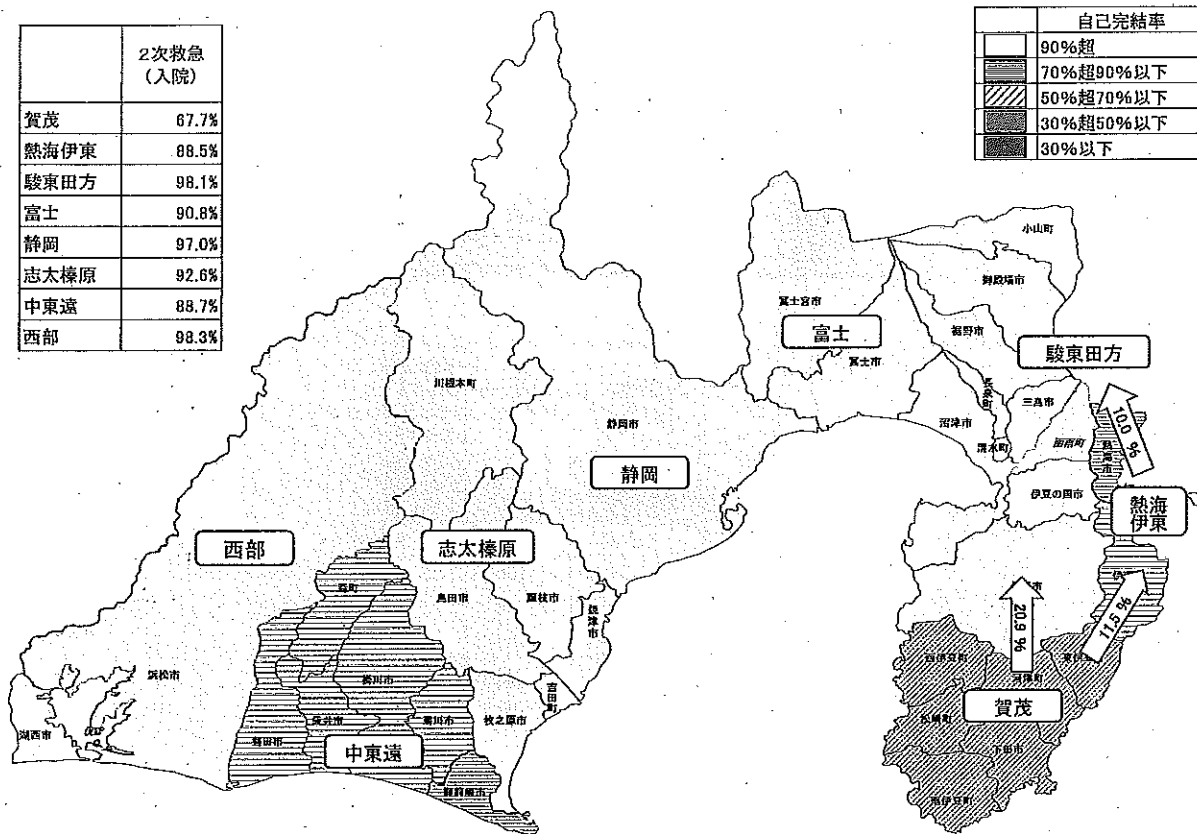 2次救急
(入院)
賀茂 67.7%
熱海伊東 88.5%
駿東田方 98.1%
富士 90.8%
静岡 97.0%
志太榛原 92.6%
中東遠 88.7%
西部 98.3%
自己完結率
90%超
70%超90%以下
50%超70%以下
30%超50%以下
30%以下
小山町
御殿場市
富士宮市
富士
裾野市
駿東田方
富士市
川根本町
長泉町
三島市
10.0 %
静岡市
沼津市
函南町
熱海市
清水町
静岡
伊豆の国市
熱海
伊東
西部
志太榛原
森町
島田市
藤枝市
焼津市
市
20.9 %
11.5 %
西伊豆町
河津町
浜松市
掛川市
吉田町
賀茂
湖西市
袋井市
菊川市
牧之原市
松崎町
磐田市
中東遠
下田市
御前崎市
南伊豆町